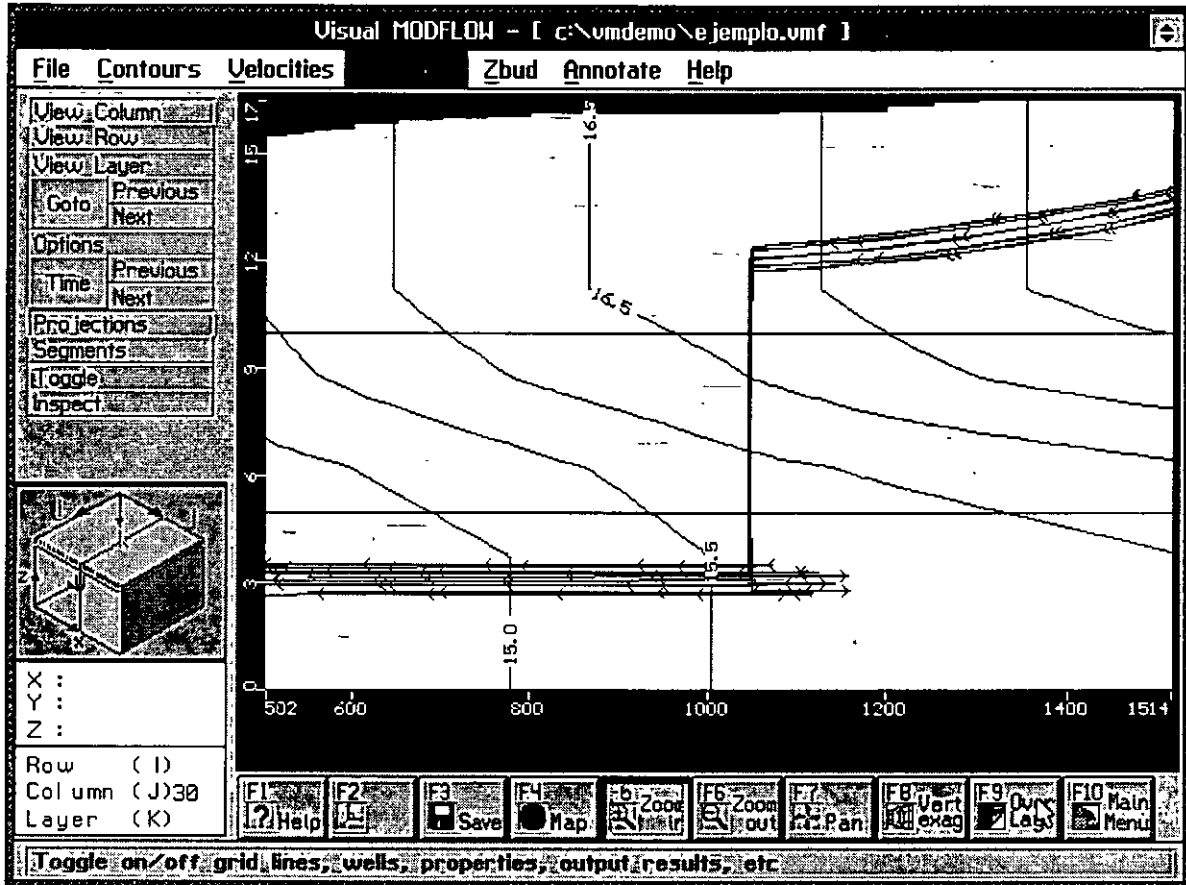 Visual MODFLOW - [ c:\vmdemo\ejemplo.vmf ]
File Contours Velocities Zbud Annotate Help
View Column
View Row
View Layer
Goto Previous
Next
Options
Time Previous
Next
Projections
Segments
Toggle
Inspect
17
15
12
9
6
3
0
16.5
16.5
15.5
15.0
502 600 800 1000 1200 1400 1514
Z
X
X :
Y :
Z :
Row (I)
Column (J)30
Layer (K)
F1 ? Help
F2
F3 Save
F4 Map
Zoom in
F6 Zoom out
F7 Pan
F8 Vert exag
F9 Over Lay
F10 Main Menu
Toggle on/off grid lines, wells, properties, output results, etc